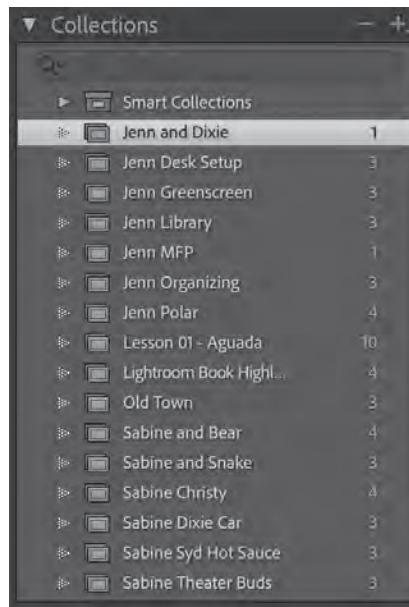 Collections
Smart Collections
Jenn and Dixie 1
Jenn Desk Setup 3
Jenn Greenscreen 3
Jenn Library 3
Jenn MFP 1
Jenn Organizing 3
Jenn Polar 4
Lesson 01 - Aguada 10
Lightroom Book Highl... 4
Old Town 3
Sabine and Bear 4
Sabine and Snake 3
Sabine Christy 4
Sabine Dixie Car 3
Sabine Syd Hot Sauce 3
Sabine Theater Buds 3